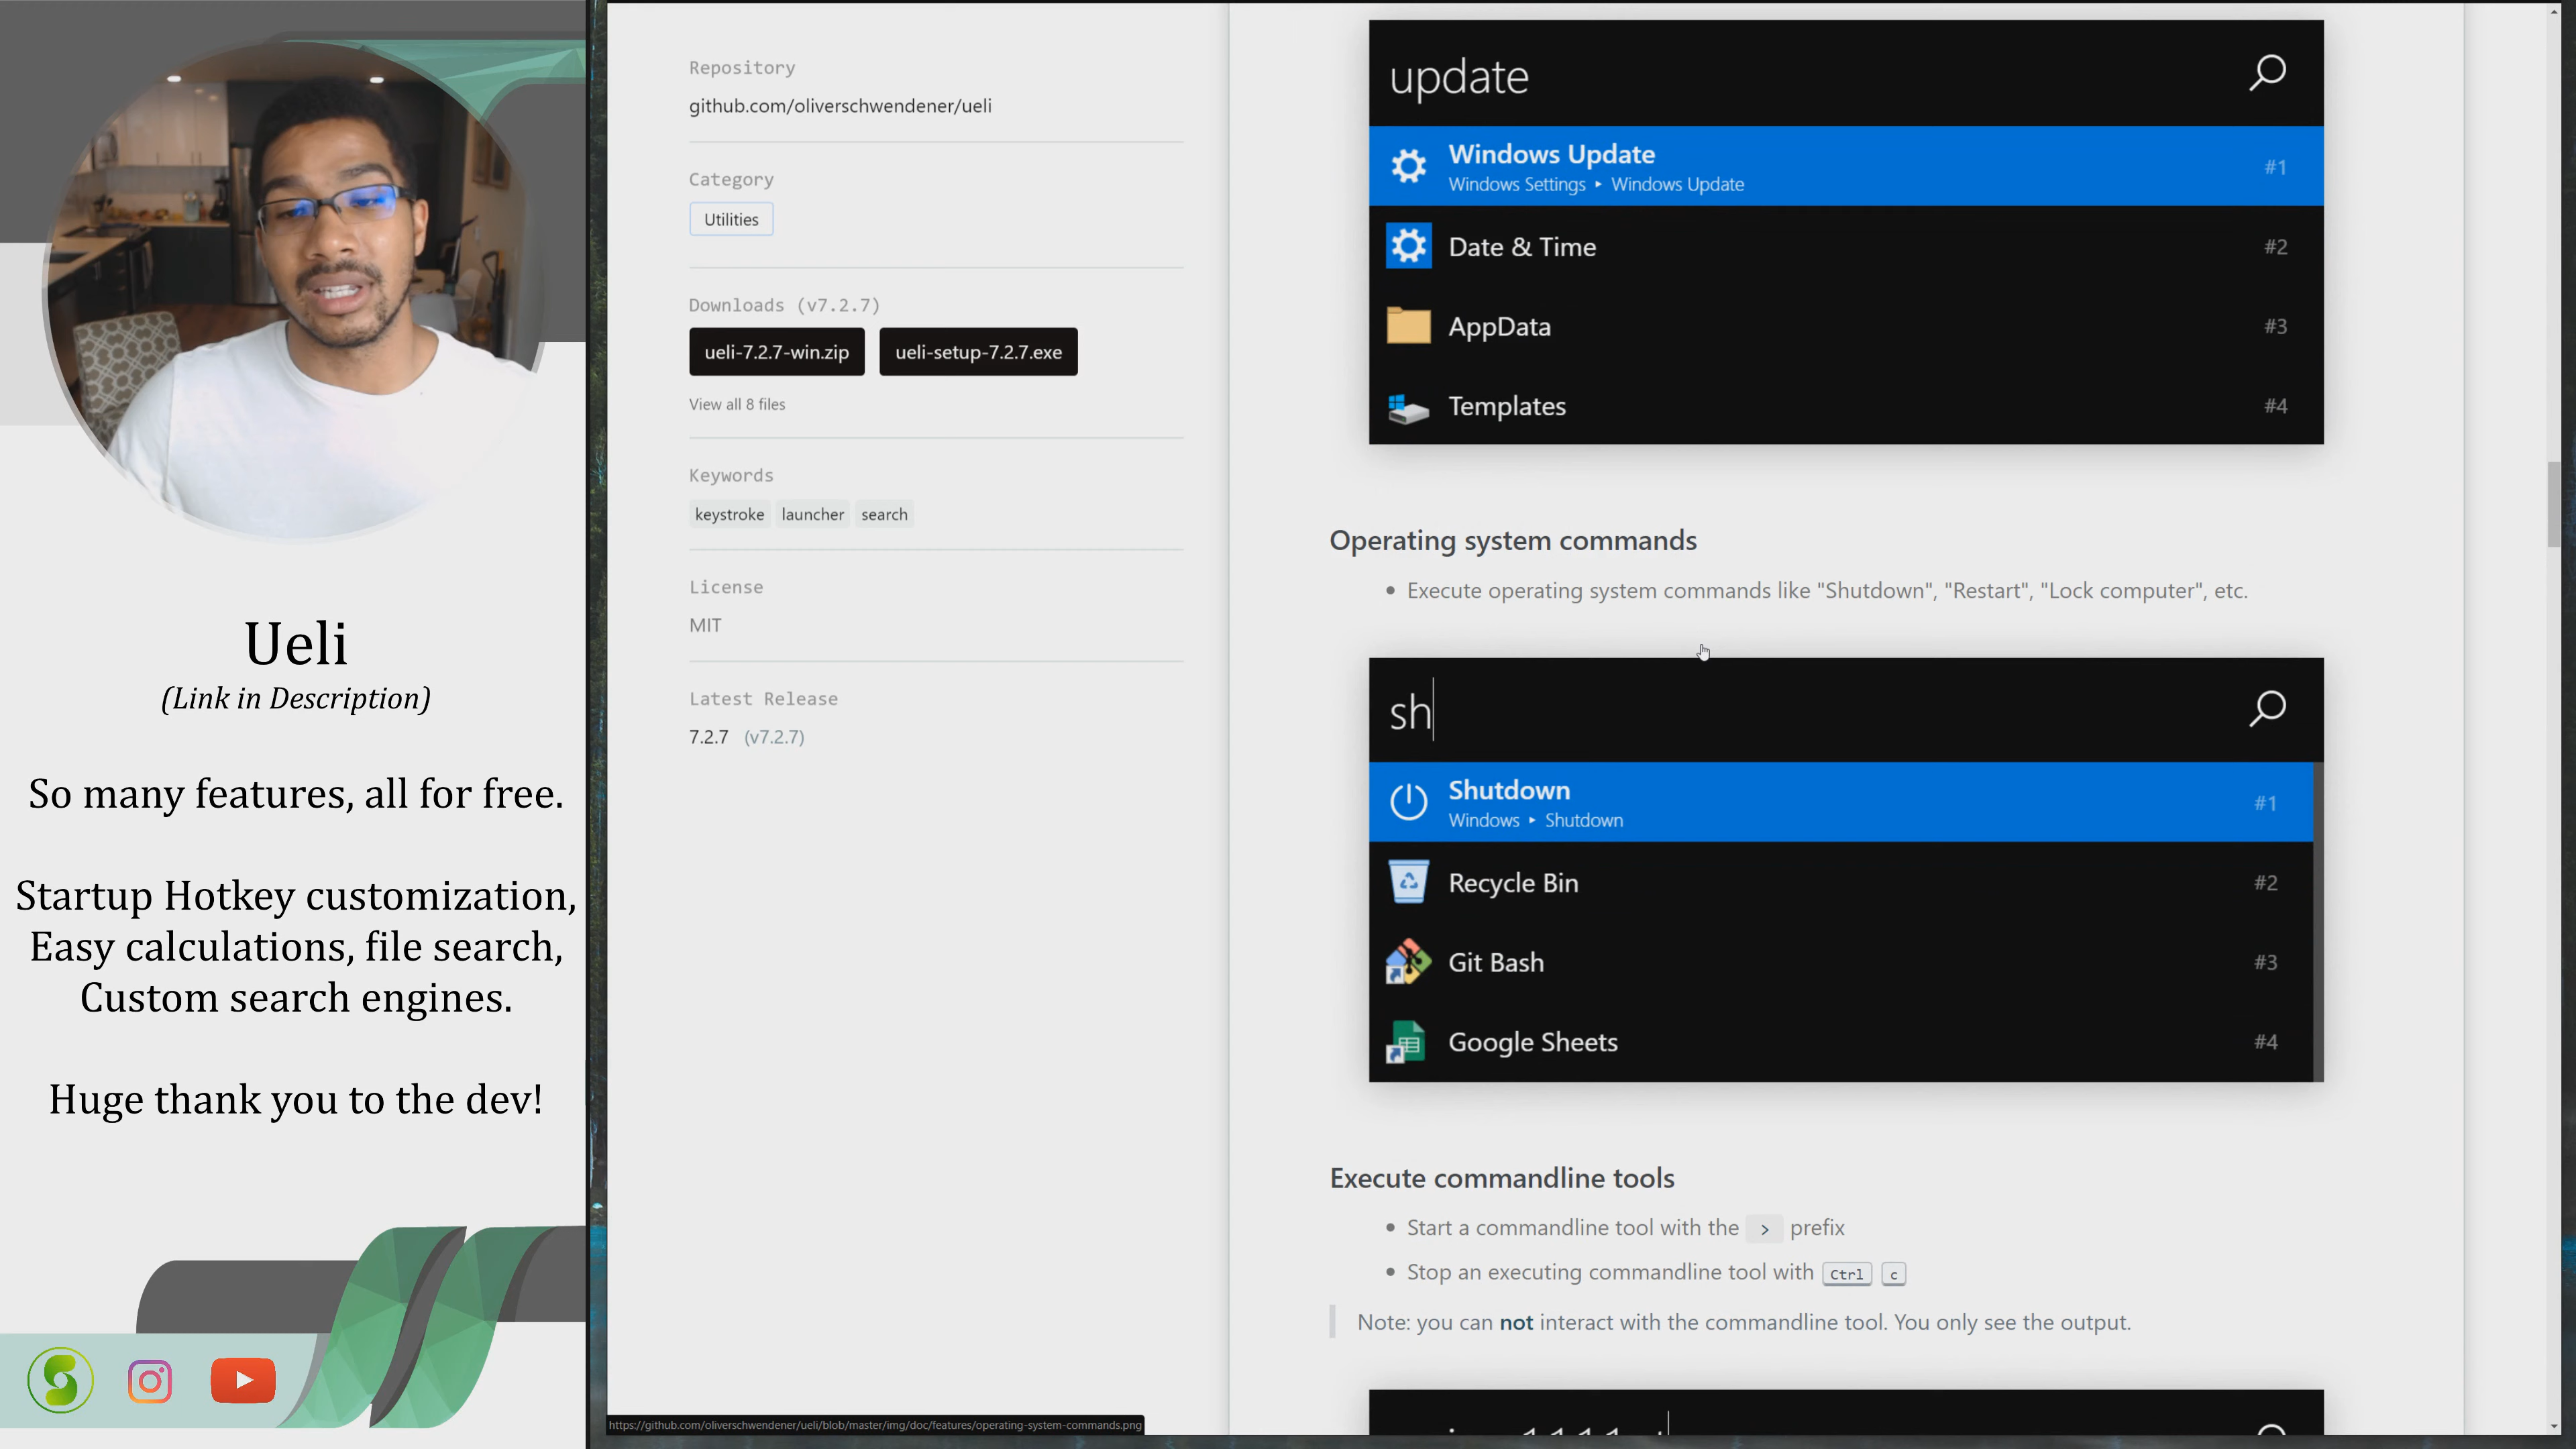 Ueli
(Link in Description)
So many features, all for free.
Startup Hotkey customization,
Easy calculations, file search,
Custom search engines.
Huge thank you to the dev!
Repository
github.com/oliverschwendener/ueli
Category
Utilities
Downloads (v7.2.7)
ueli-7.2.7-win.zip
ueli-setup-7.2.7.exe
View all 8 files
Keywords
keystroke launcher search
License
MIT
Latest Release
7.2.7 (v7.2.7)
https://github.com/oliverschwendener/ueli/blob/master/img/doc/features/operating-system-commands.png
update
Windows Update #1
Windows Settings ▸ Windows Update
Date & Time #2
AppData #3
Templates #4
Operating system commands
• Execute operating system commands like "Shutdown", "Restart", "Lock computer", etc.
sh
Shutdown #1
Windows ▸ Shutdown
Recycle Bin #2
Git Bash #3
Google Sheets #4
Execute commandline tools
• Start a commandline tool with the > prefix
• Stop an executing commandline tool with Ctrl c
Note: you can not interact with the commandline tool. You only see the output.